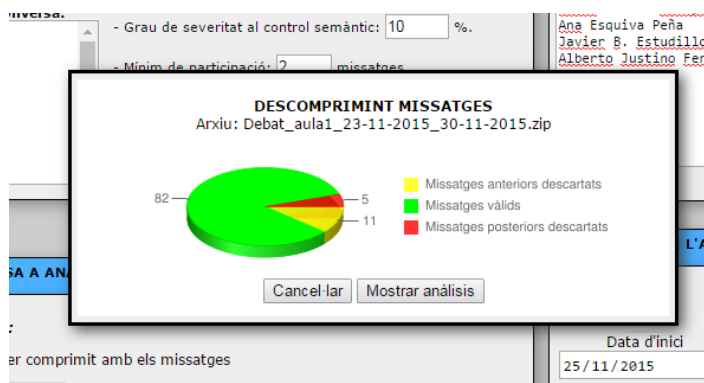 - Grau de severitat al control semàntic: 10 %.
- Mínim de participació: 2 missatges
Ana Esquiva Peña
Javier B. Estudillo
Alberto Justino Fer
DESCOMPRIMINT MISSATGES
Arxiu: Debat_aula1_23-11-2015_30-11-2015.zip
82
5
11
Missatges anteriors descartats
Missatges vàlids
Missatges posteriors descartats
Cancel·lar
Mostrar anàlisis
SA A AN
L'A
er comprimit amb els missatges
Data d'inici
25/11/2015